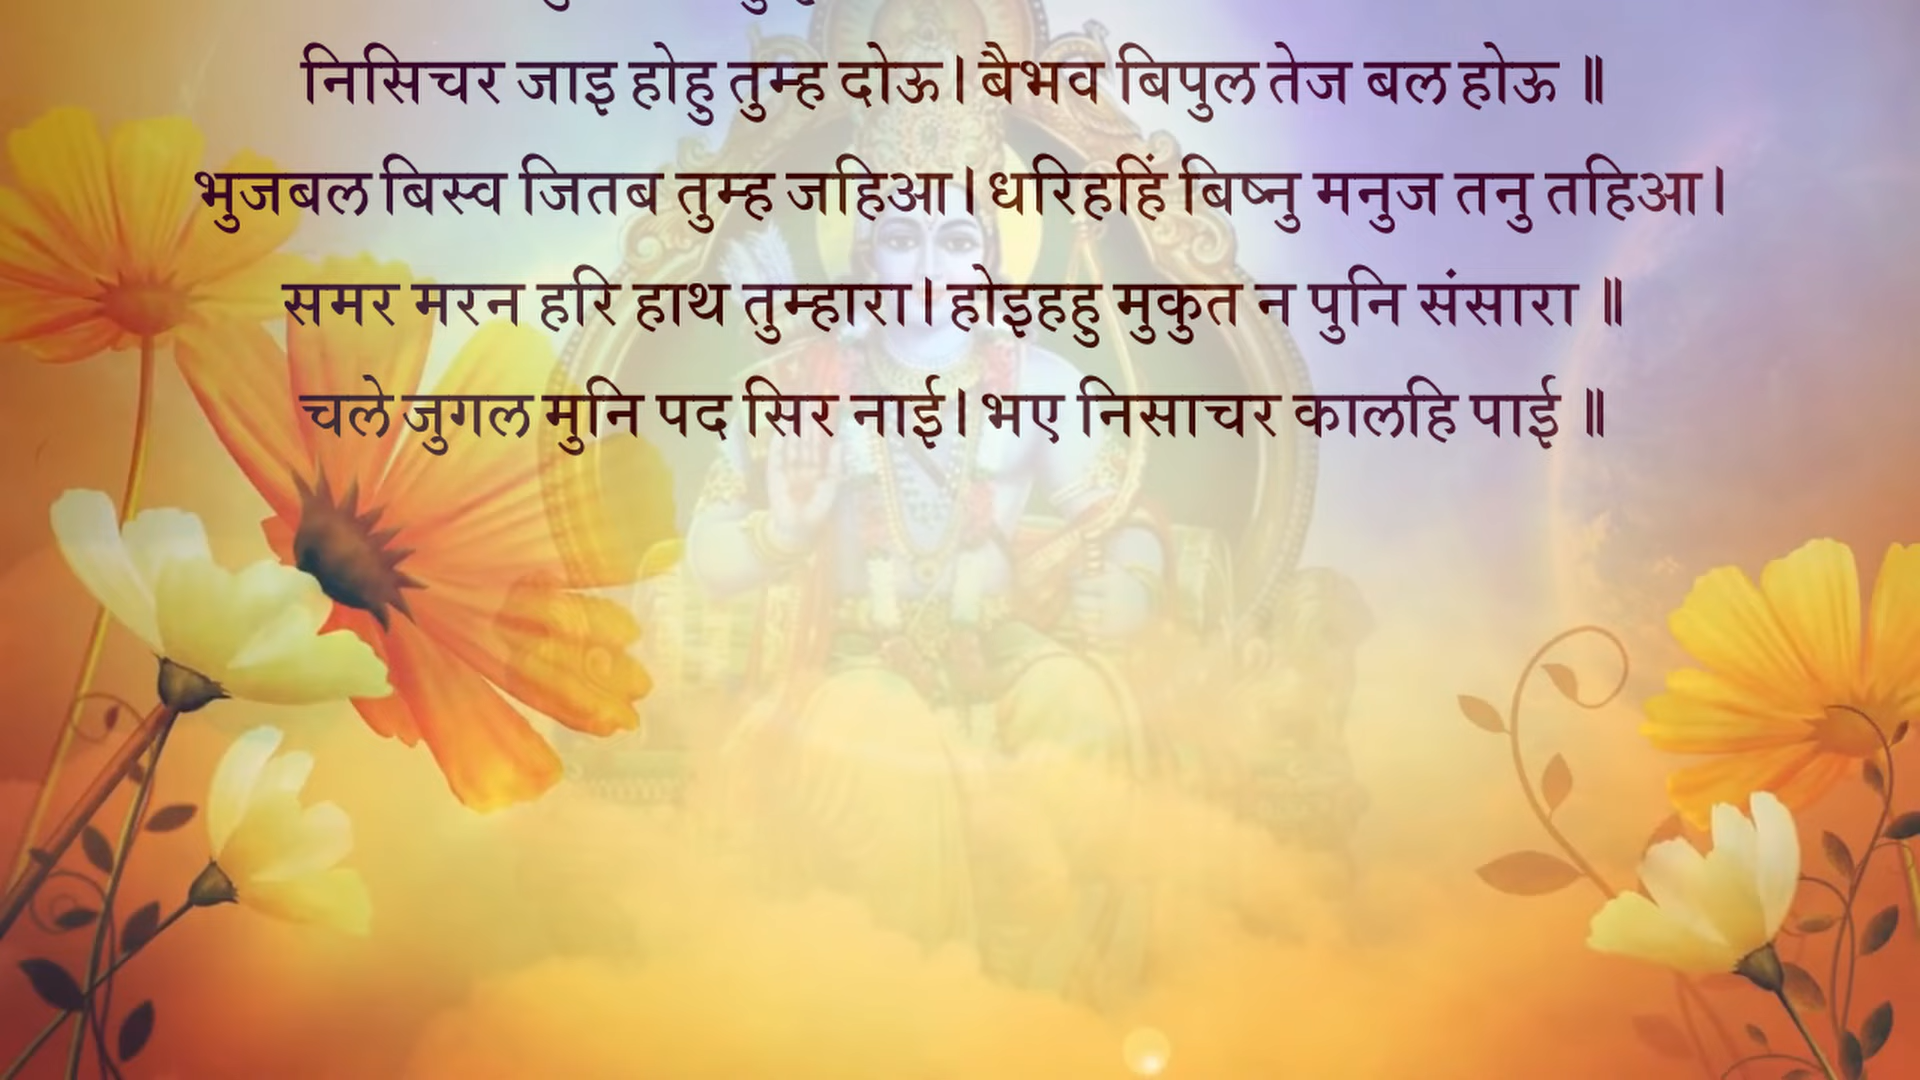 निसिचर जाइ होहु तुम्ह दोऊ। बैभव बिपुल तेज बल होऊ ॥
भुजबल बिस्व जितब तुम्ह जहिआ। धरिहहिं बिष्नु मनुज तनु तहिआ।
समर मरन हरि हाथ तुम्हारा। होइहहु मुकुत न पुनि संसारा ॥
चले जुगल मुनि पद सिर नाई। भए निसाचर कालहि पाई ॥